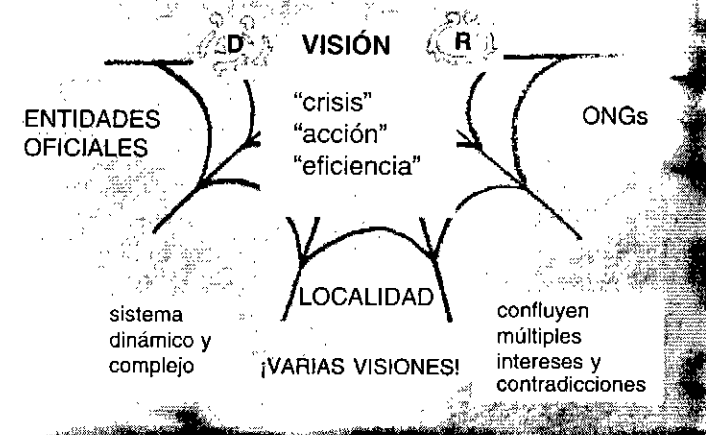 D VISIÓN R
"crisis"
"acción"
"eficiencia"
ENTIDADES
OFICIALES
ONGs
LOCALIDAD
sistema
dinámico y
complejo
¡VARIAS VISIONES!
confluyen
múltiples
intereses y
contradicciones